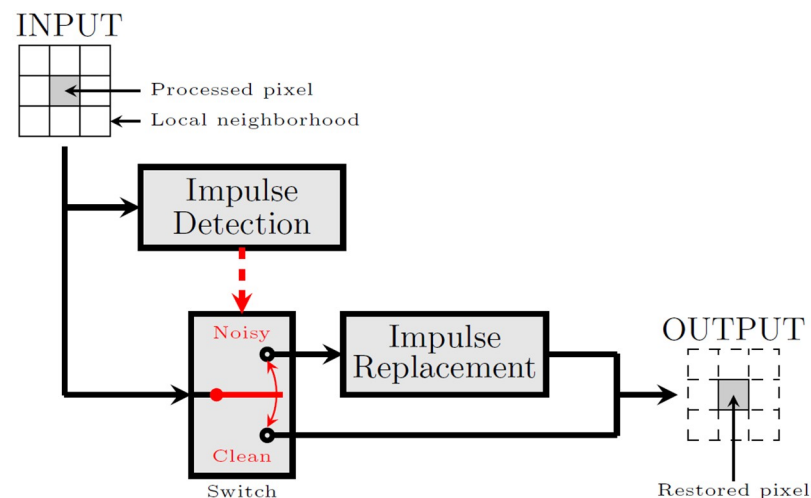 INPUT
Processed pixel
Local neighborhood
Impulse
Detection
Noisy
Impulse
Replacement
OUTPUT
Clean
Switch
Restored pixel